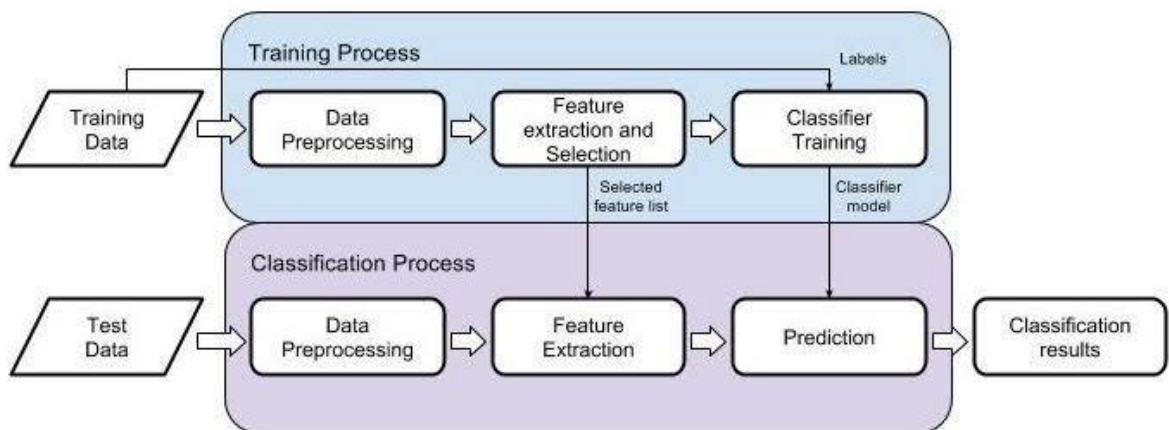 Training Process
Labels
Training
Data
Data
Preprocessing
Feature
extraction and
Selection
Classifier
Training
Selected
feature list
Classifier
model
Classification Process
Test
Data
Data
Preprocessing
Feature
Extraction
Prediction
Classification
results